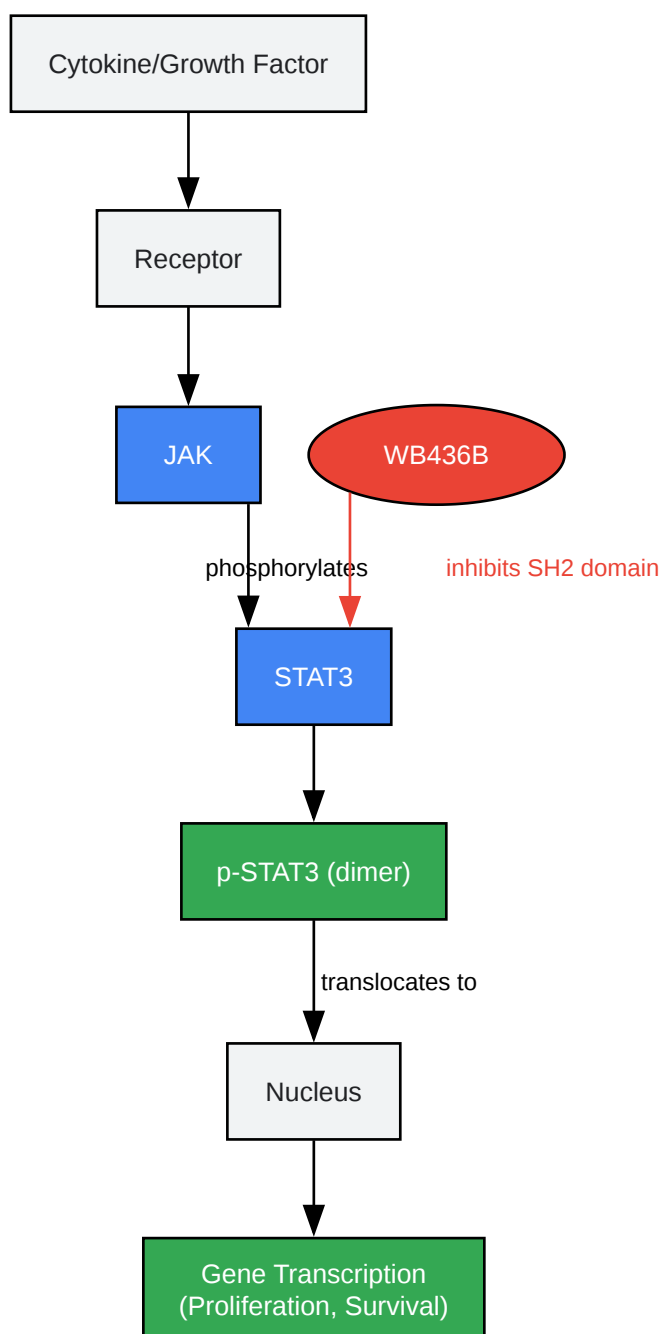 Cytokine/Growth Factor
Receptor
JAK
WB436B
phosphorylates
inhibits SH2 domain
STAT3
p-STAT3 (dimer)
translocates to
Nucleus
Gene Transcription
(Proliferation, Survival)